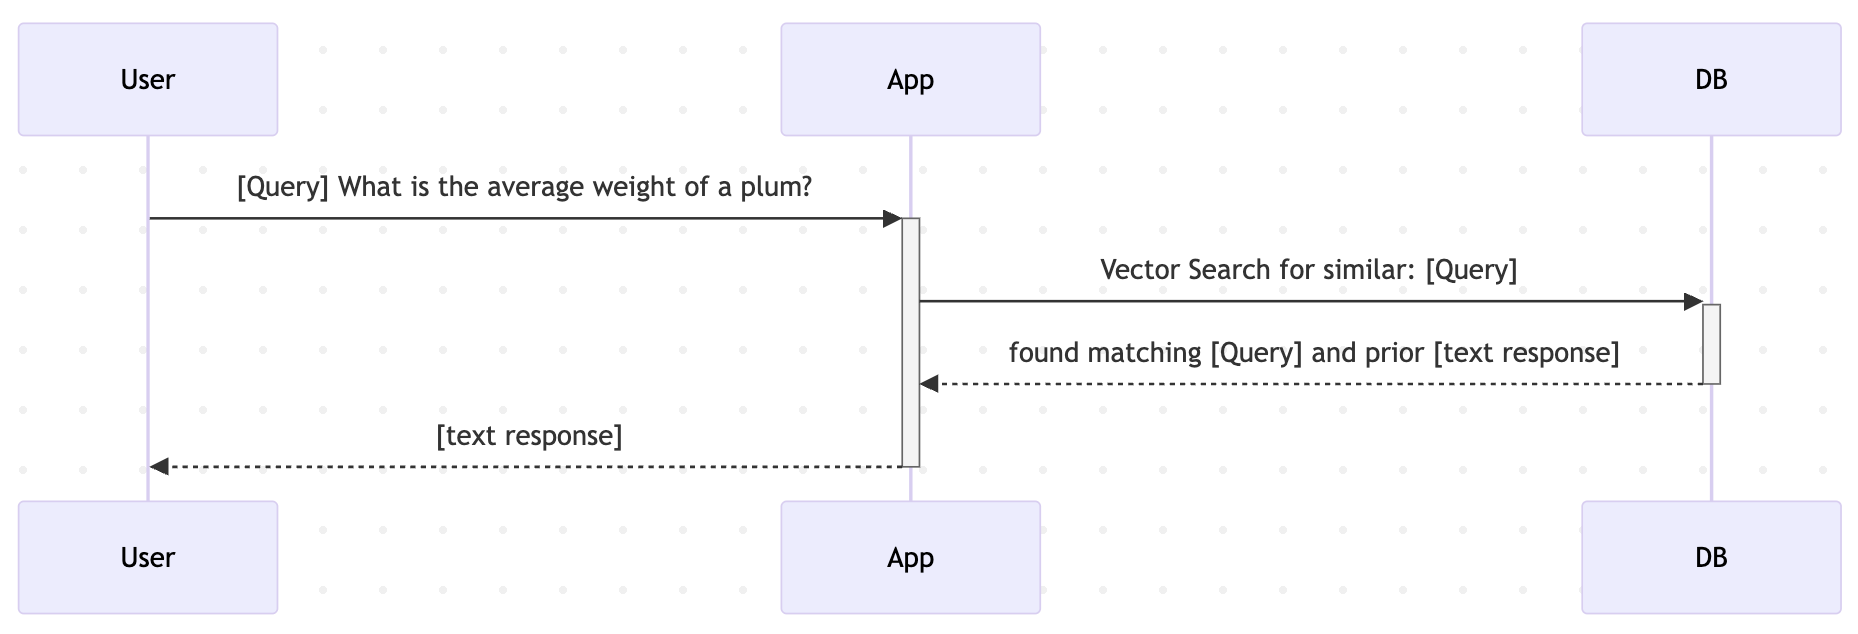 User
App
DB
[Query] What is the average weight of a plum?
Vector Search for similar: [Query]
found matching [Query] and prior [text response]
[text response]
User
App
DB